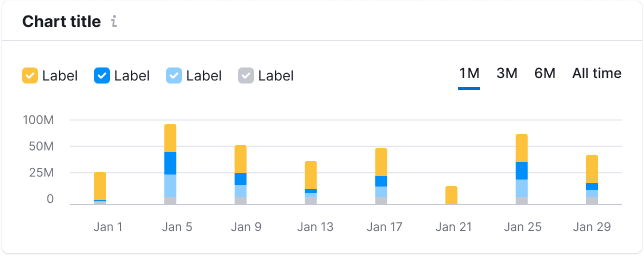 Chart title i
Label Label Label Label 1M 3M 6M All time
100M
50M
25M
0
Jan 1 Jan 5 Jan 9 Jan 13 Jan 17 Jan 21 Jan 25 Jan 29